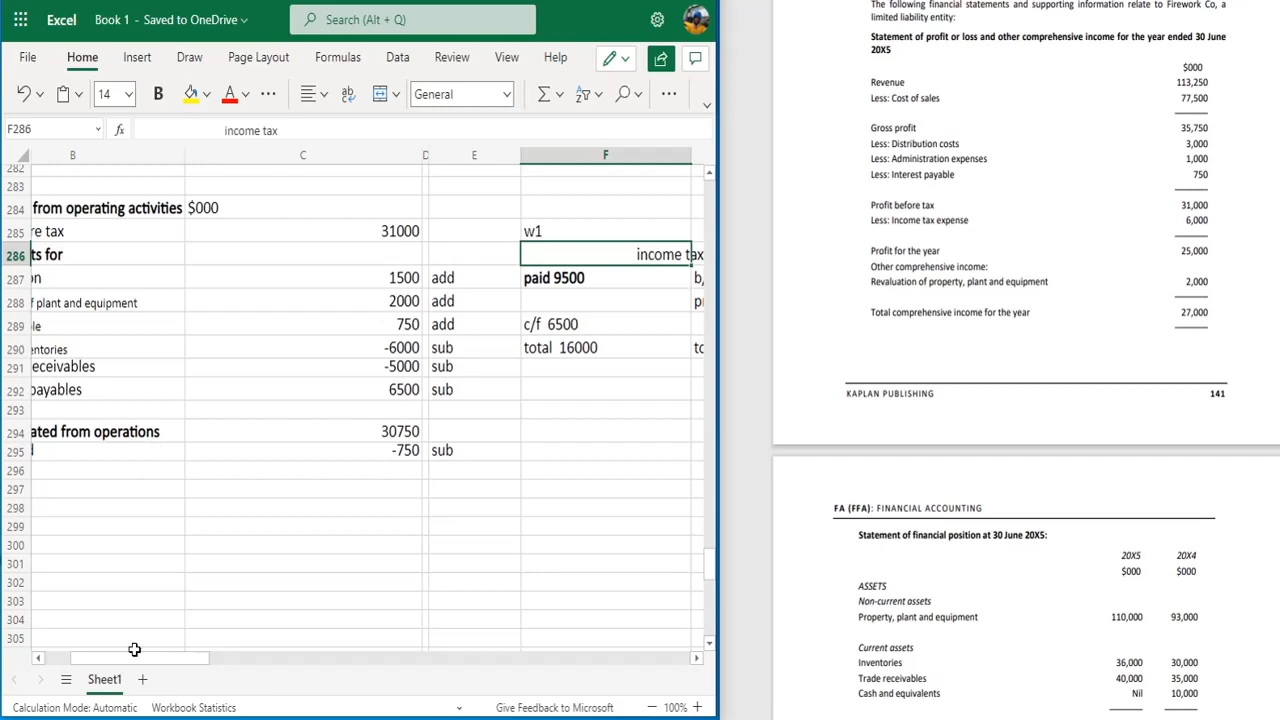 Excel Book 1 - Saved to OneDrive Search (Alt + Q)
File Home Insert Draw Page Layout Formulas Data Review View Help
14 B A ab General
F286 fx income tax
B C D E F
282
283
284 from operating activities $000
285 re tax 31000 w1
286 ts for income tax
287 on 1500 add paid 9500 b/
288 f plant and equipment 2000 add
289 le 750 add c/f 6500
290 entories -6000 sub total 16000
291 receivables -5000 sub
292 payables 6500 sub
293
294 ated from operations 30750
295 -750 sub
296
297
298
299
300
301
302
303
304
305
Sheet1
Calculation Mode: Automatic Workbook Statistics Give Feedback to Microsoft 100%
The following financial statements and supporting information relate to Firework Co, a
limited liability entity:
Statement of profit or loss and other comprehensive income for the year ended 30 June
20X5
$000
Revenue 113,250
Less: Cost of sales 77,500
Gross profit 35,750
Less: Distribution costs 3,000
Less: Administration expenses 1,000
Less: Interest payable 750
Profit before tax 31,000
Less: Income tax expense 6,000
Profit for the year 25,000
Other comprehensive income:
Revaluation of property, plant and equipment 2,000
Total comprehensive income for the year 27,000
KAPLAN PUBLISHING 141
FA (FFA): FINANCIAL ACCOUNTING
Statement of financial position at 30 June 20X5:
20X5 20X4
$000 $000
ASSETS
Non-current assets
Property, plant and equipment 110,000 93,000
Current assets
Inventories 36,000 30,000
Trade receivables 40,000 35,000
Cash and equivalents Nil 10,000